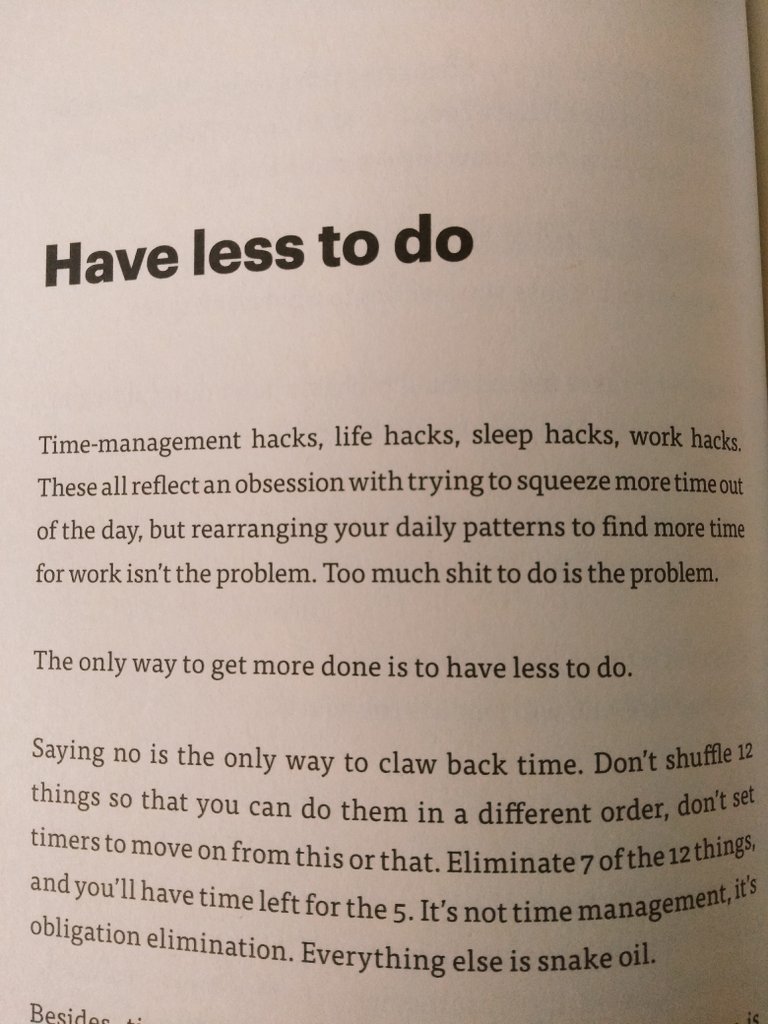 Have less to do
Time-management hacks, life hacks, sleep hacks, work hacks.
These all reflect an obsession with trying to squeeze more time out
of the day, but rearranging your daily patterns to find more time
for work isn't the problem. Too much shit to do is the problem.
The only way to get more done is to have less to do.
Saying no is the only way to claw back time. Don't shuffle 12
things so that you can do them in a different order, don't set
timers to move on from this or that. Eliminate 7 of the 12 things,
and you'll have time left for the 5. It's not time management, it's
obligation elimination. Everything else is snake oil.
Besides